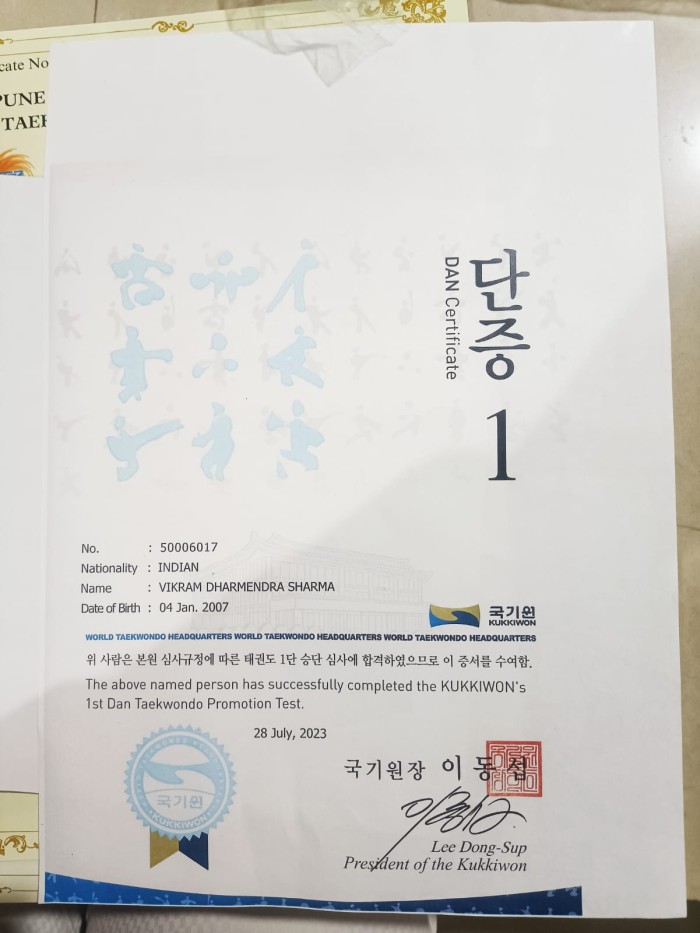 cate No
PUNE
TAEK
단증
DAN Certificate
1
No. : 50006017
Nationality : INDIAN
Name : VIKRAM DHARMENDRA SHARMA
Date of Birth : 04 Jan. 2007
국기원
KUKKIWON
WORLD TAEKWONDO HEADQUARTERS WORLD TAEKWONDO HEADQUARTERS WORLD TAEKWONDO HEADQUARTERS
위 사람은 본원 심사규정에 따른 태권도 1단 승단 심사에 합격하였으므로 이 증서를 수여함.
The above named person has successfully completed the KUKKIWON's
1st Dan Taekwondo Promotion Test.
28 July, 2023
국기원장 이동섭
Lee Dong-Sup
President of the Kukkiwon
국기원
KUKKIWON